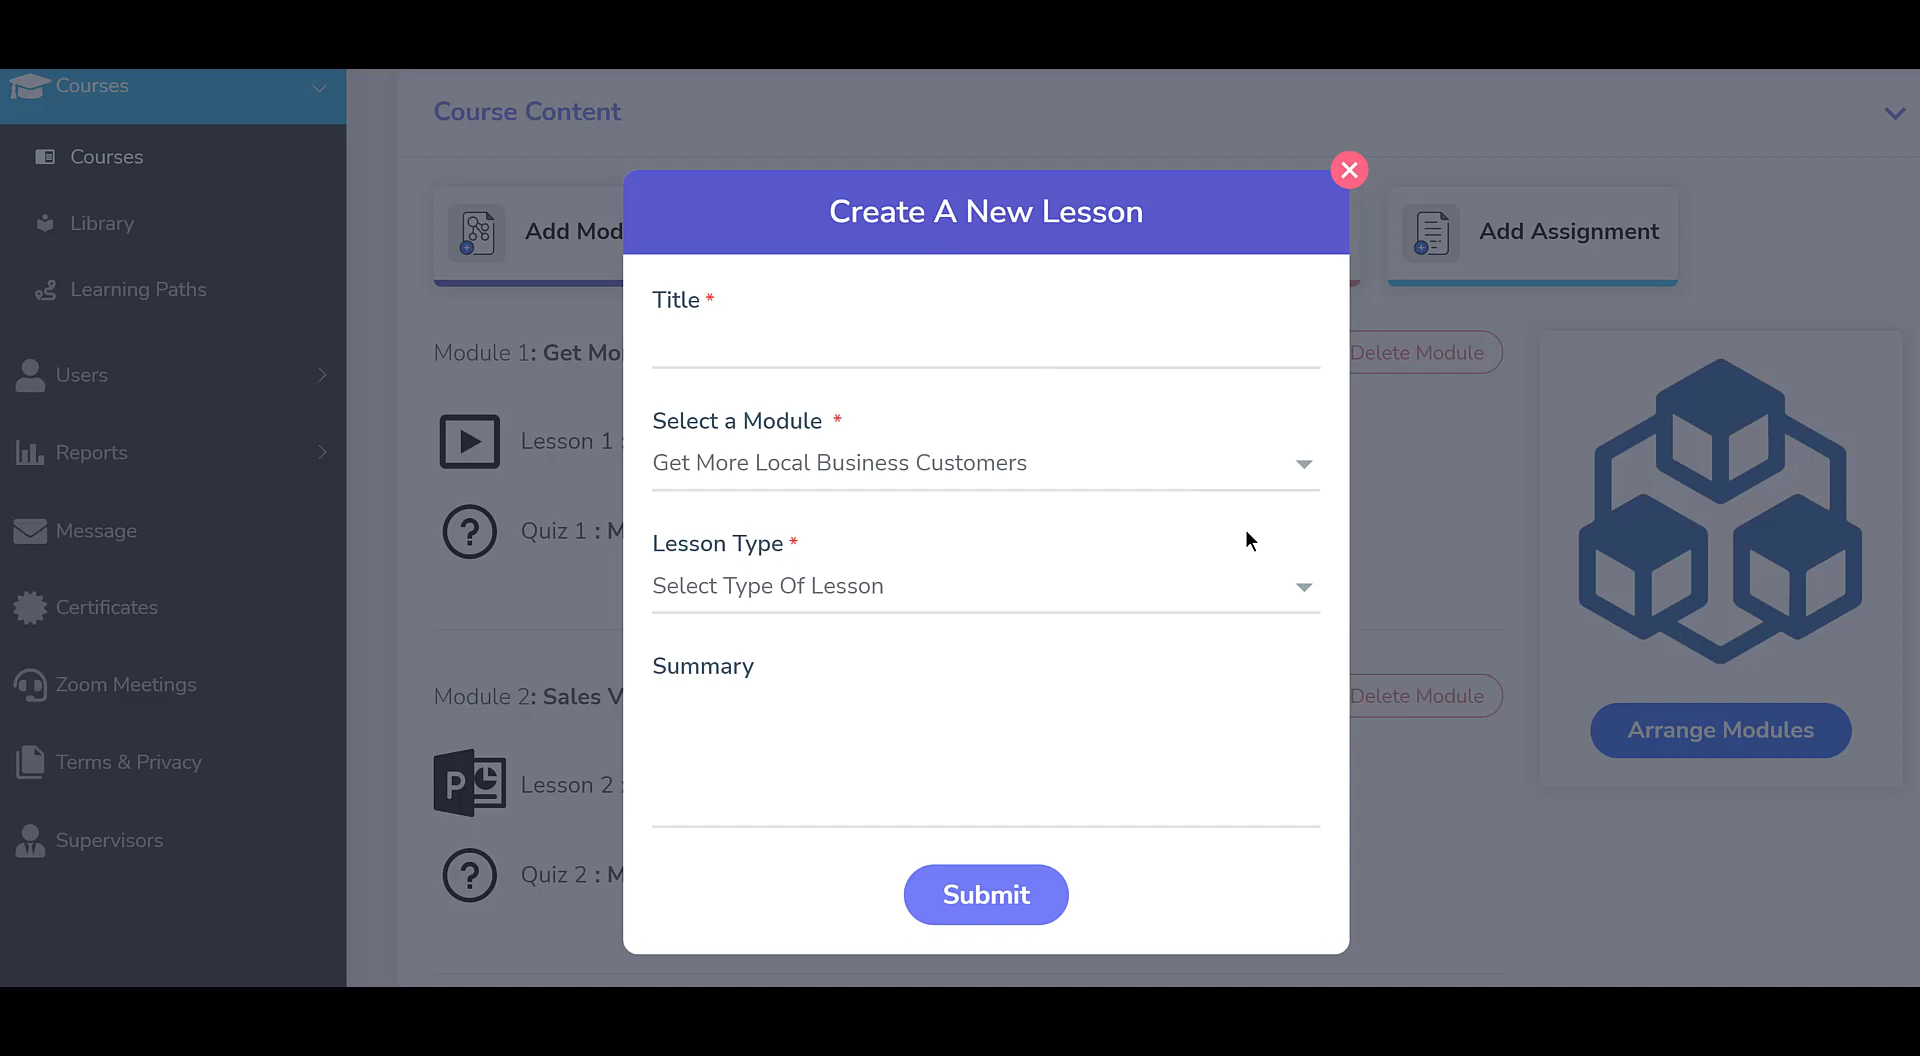 Courses
Courses
Library
Learning Paths
Users
Reports
Message
Certificates
Zoom Meetings
Terms & Privacy
Supervisors
Course Content
Add Mod
Add Assignment
Module 1: Get Mo
Delete Module
Lesson 1 :
Quiz 1 : M
Module 2: Sales V
Delete Module
P
Lesson 2 :
Quiz 2 : M
Arrange Modules
Create A New Lesson
Title *
Select a Module *
Get More Local Business Customers
Lesson Type *
Select Type Of Lesson
Summary
Submit